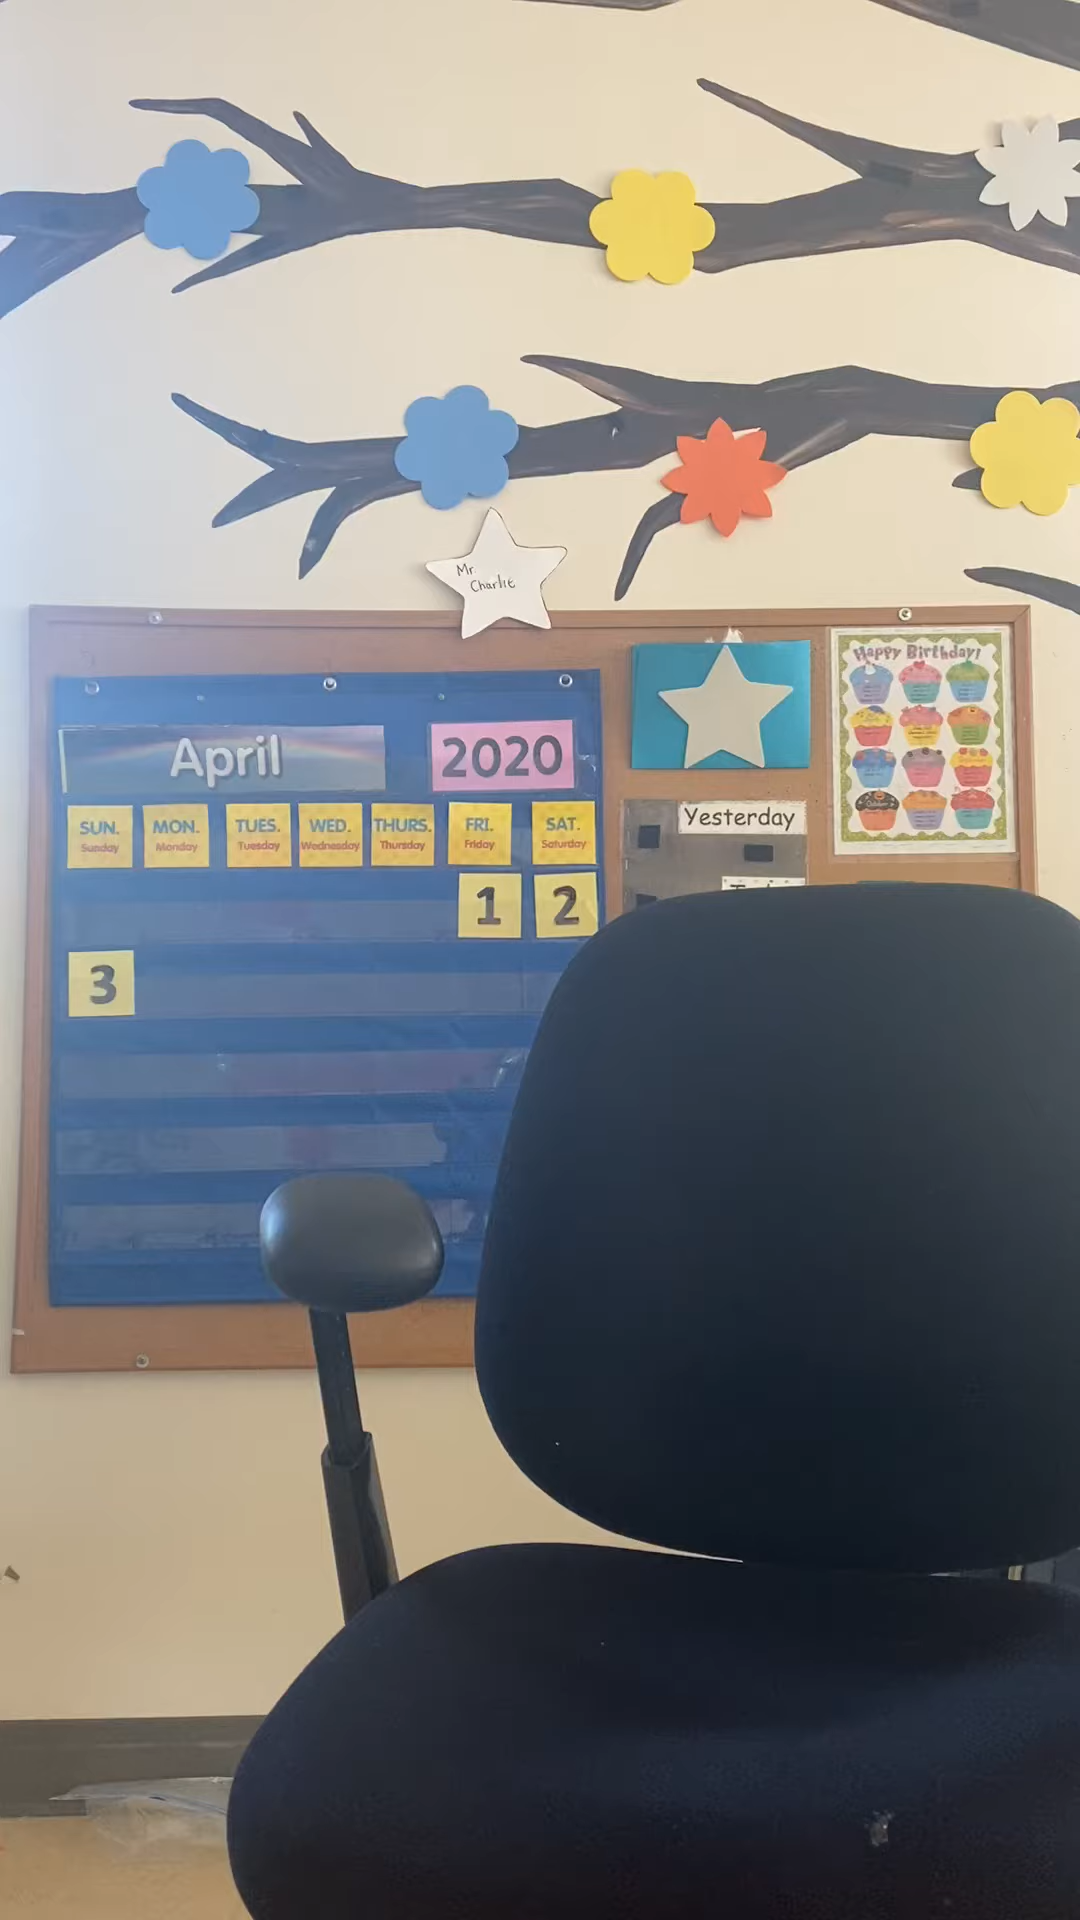 Mr
Charlie
Happy Birthday!
April
2020
SUN. MON. TUES. WED. THURS. FRI. SAT.
Sunday Monday Tuesday Wednesday Thursday Friday Saturday
Yesterday
1 2
3
October